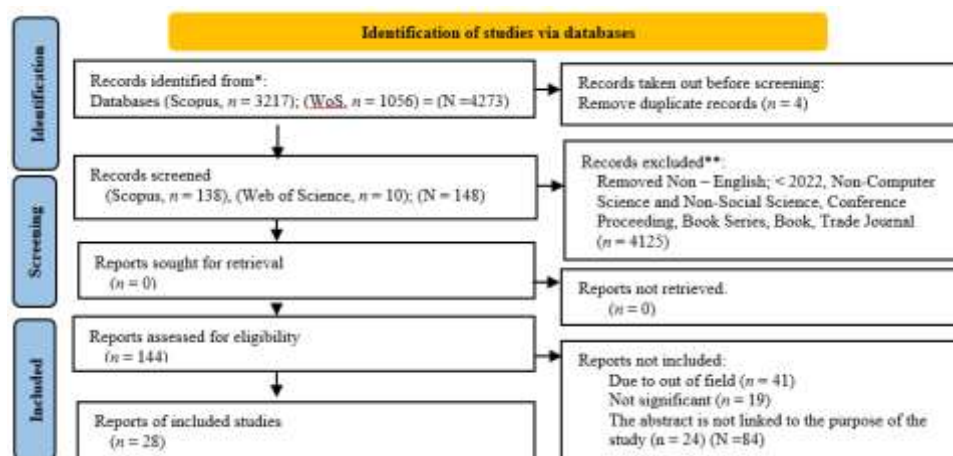 Identification of studies via databases
Identification
Records identified from*:
Databases (Scopus, n = 3217); (WoS, n = 1056) = (N =4273)
Records taken out before screening:
Remove duplicate records (n = 4)
Screening
Records screened
(Scopus, n = 138), (Web of Science, n = 10); (N = 148)
Records excluded**:
Removed Non – English; < 2022, Non-Computer
Science and Non-Social Science, Conference
Proceeding, Book Series, Book, Trade Journal
(n = 4125)
Reports sought for retrieval
(n = 0)
Reports not retrieved.
(n = 0)
Included
Reports assessed for eligibility
(n = 144)
Reports not included:
Due to out of field (n = 41)
Not significant (n = 19)
The abstract is not linked to the purpose of the
study (n = 24) (N =84)
Reports of included studies
(n = 28)